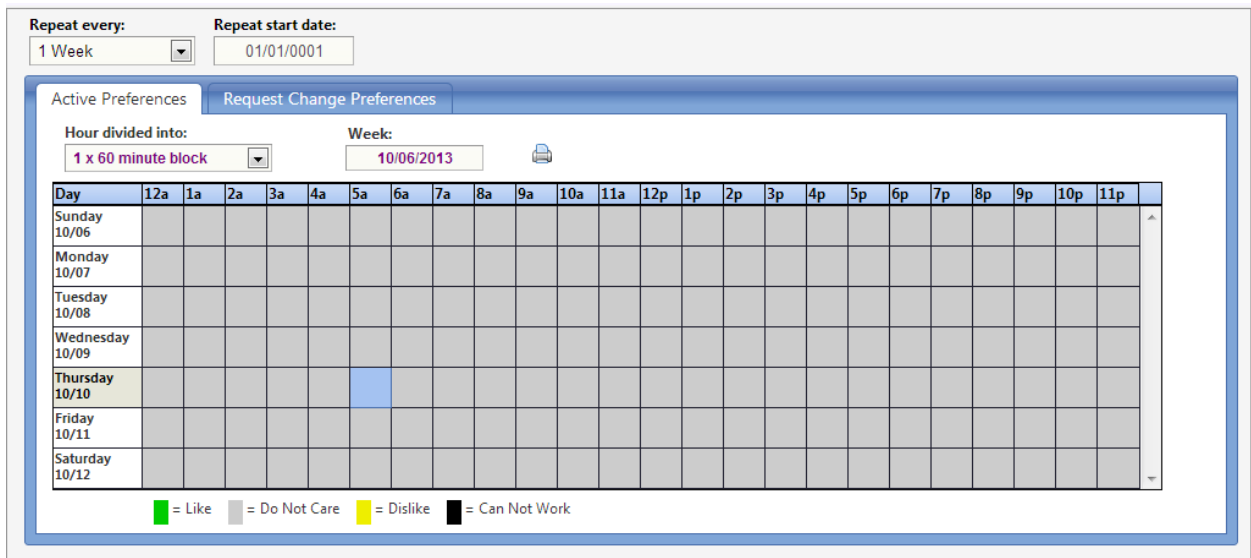 Repeat every: Repeat start date:
1 Week 01/01/0001
Active Preferences Request Change Preferences
Hour divided into: Week:
1 x 60 minute block 10/06/2013
Day 12a 1a 2a 3a 4a 5a 6a 7a 8a 9a 10a 11a 12p 1p 2p 3p 4p 5p 6p 7p 8p 9p 10p 11p
Sunday
10/06
Monday
10/07
Tuesday
10/08
Wednesday
10/09
Thursday
10/10
Friday
10/11
Saturday
10/12
= Like = Do Not Care = Dislike = Can Not Work